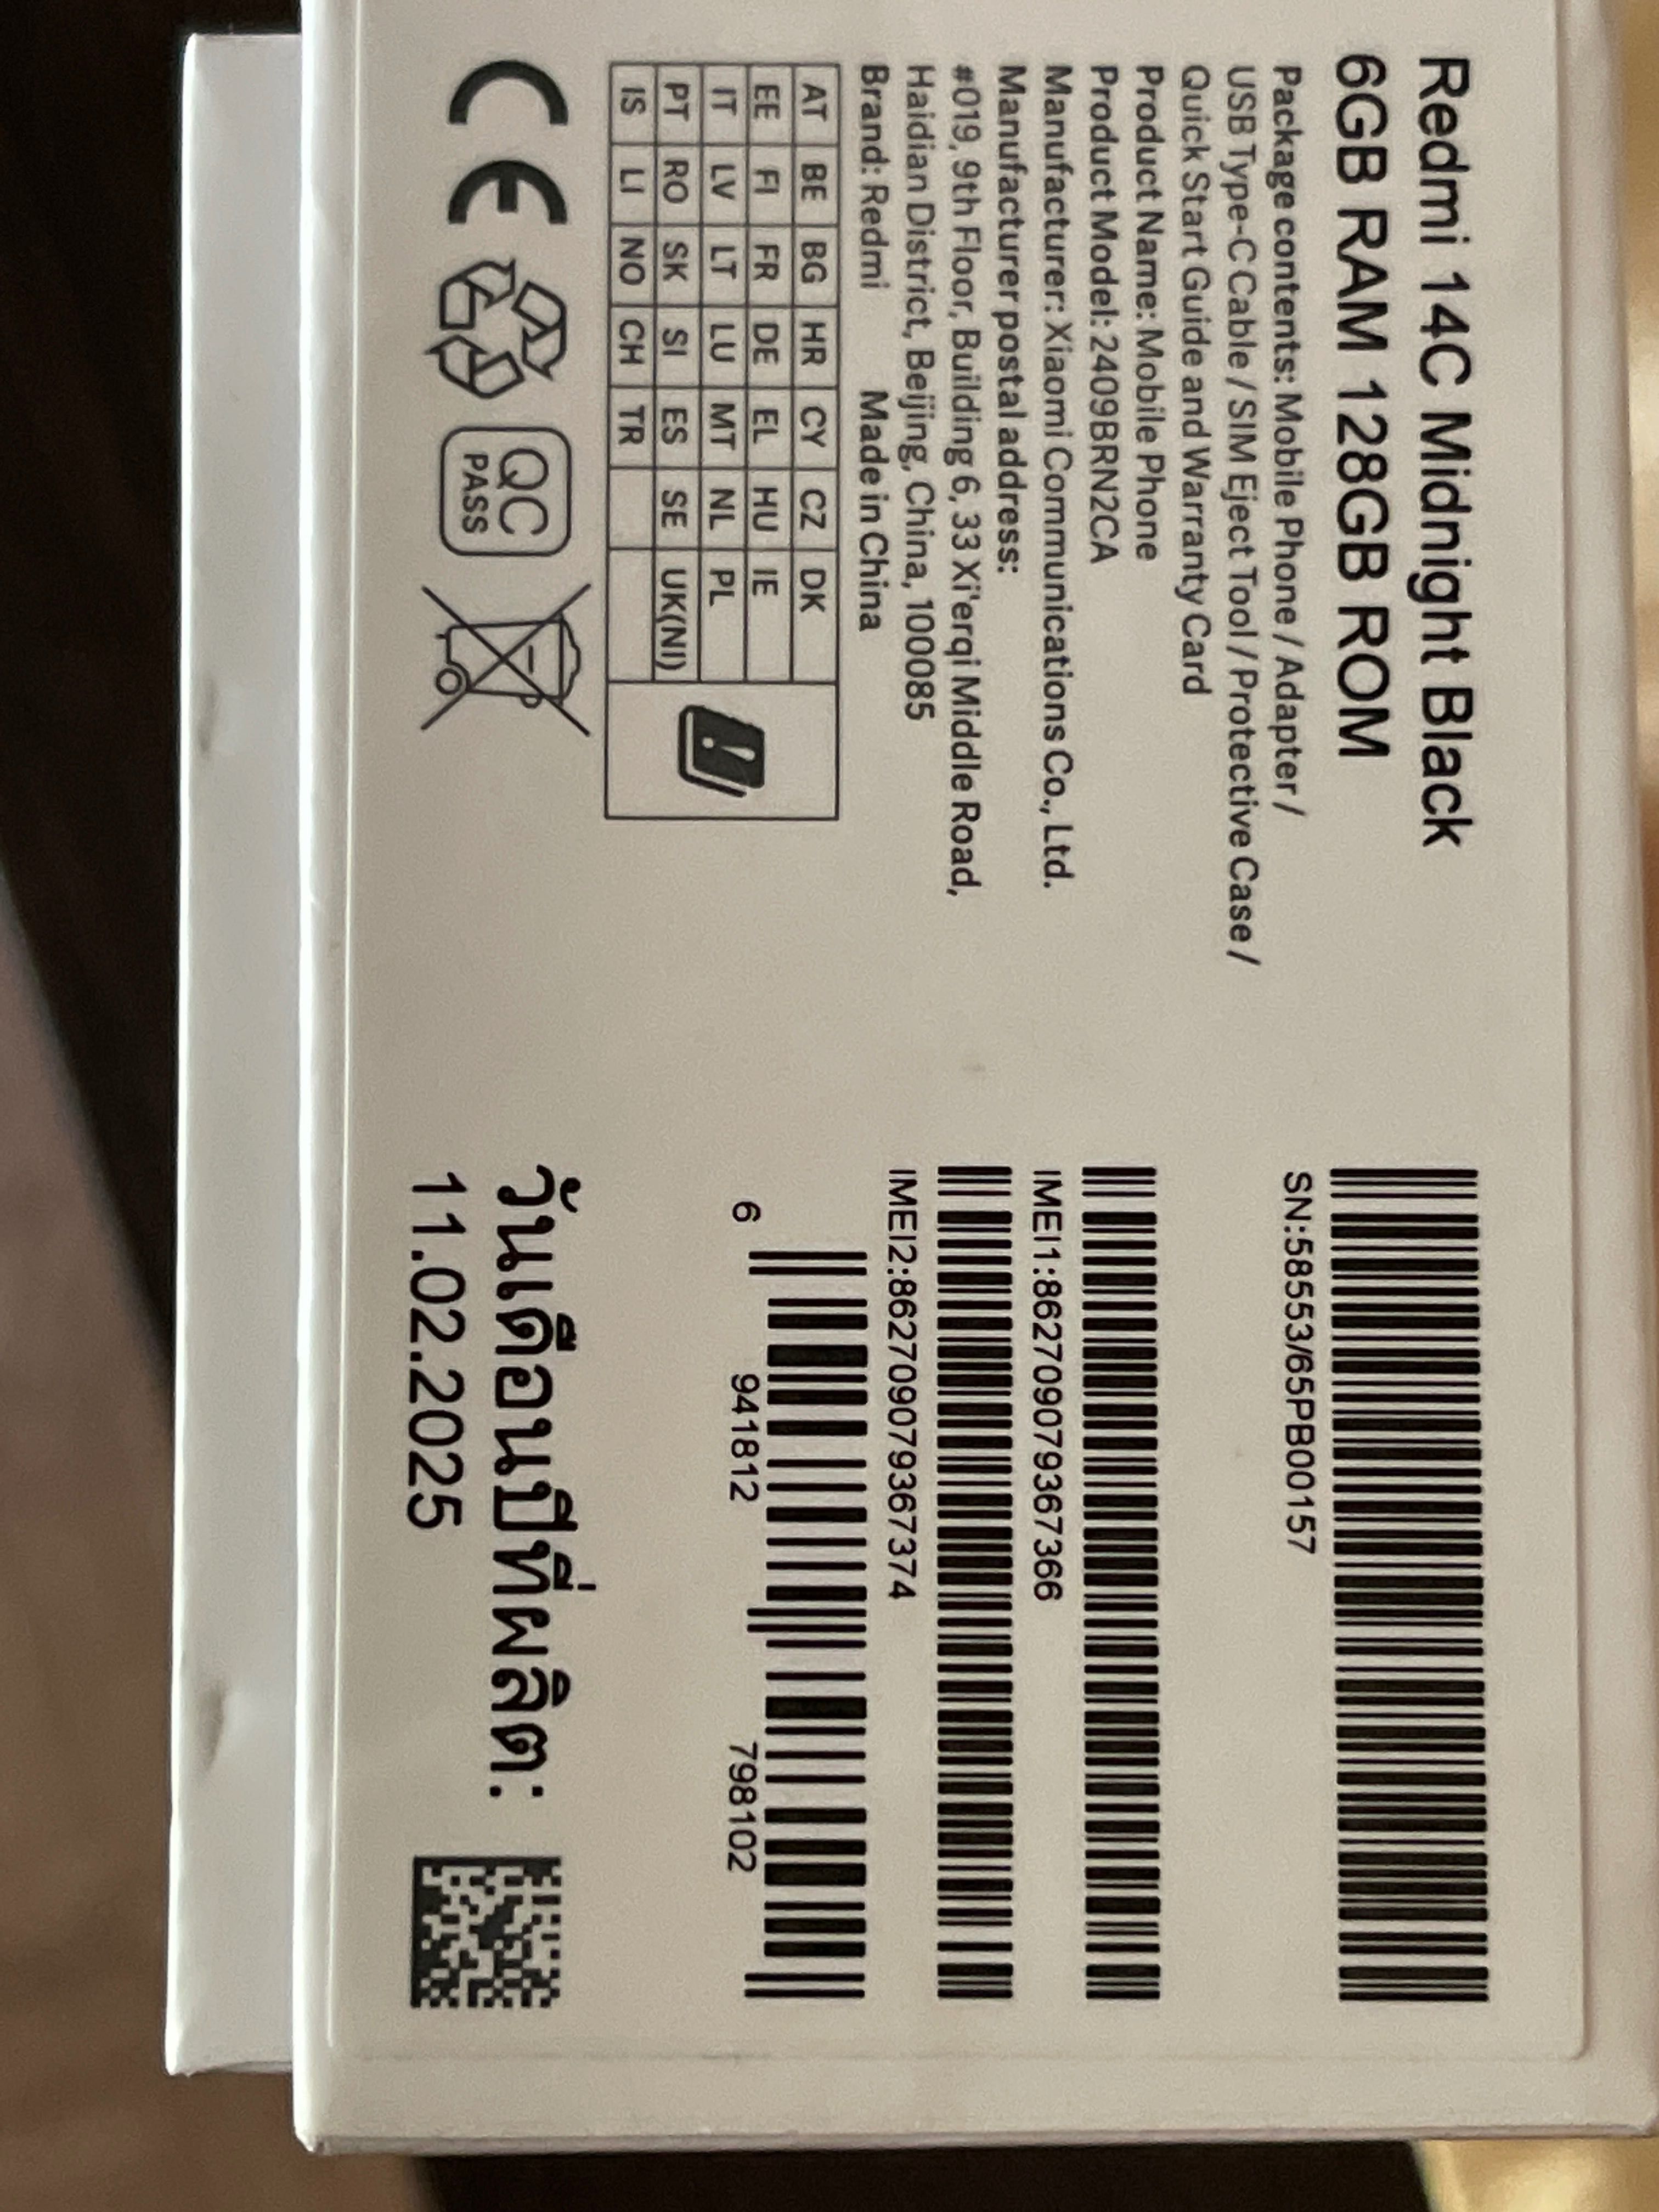 Redmi 14C Midnight Black
6GB RAM 128GB ROM
Package contents: Mobile Phone / Adapter /
USB Type-C Cable / SIM Eject Tool / Protective Case /
Quick Start Guide and Warranty Card
Product Name: Mobile Phone
Product Model: 2409BRN2CA
Manufacturer: Xiaomi Communications Co., Ltd.
Manufacturer postal address:
#019, 9th Floor, Building 6, 33 Xi'erqi Middle Road,
Haidian District, Beijing, China, 100085
Brand: Redmi Made in China
AT BE BG HR CY CZ DK
EE FI FR DE EL HU IE
IT LV LT LU MT NL PL
PT RO SK SI ES SE UK(NI)
IS LI NO CH TR
CE
QC
PASS
SN:58553/65PB00157
IMEI1:862709079367366
IMEI2:862709079367374
6 941812 798102
วันเดือนปีที่ผลิต:
11.02.2025